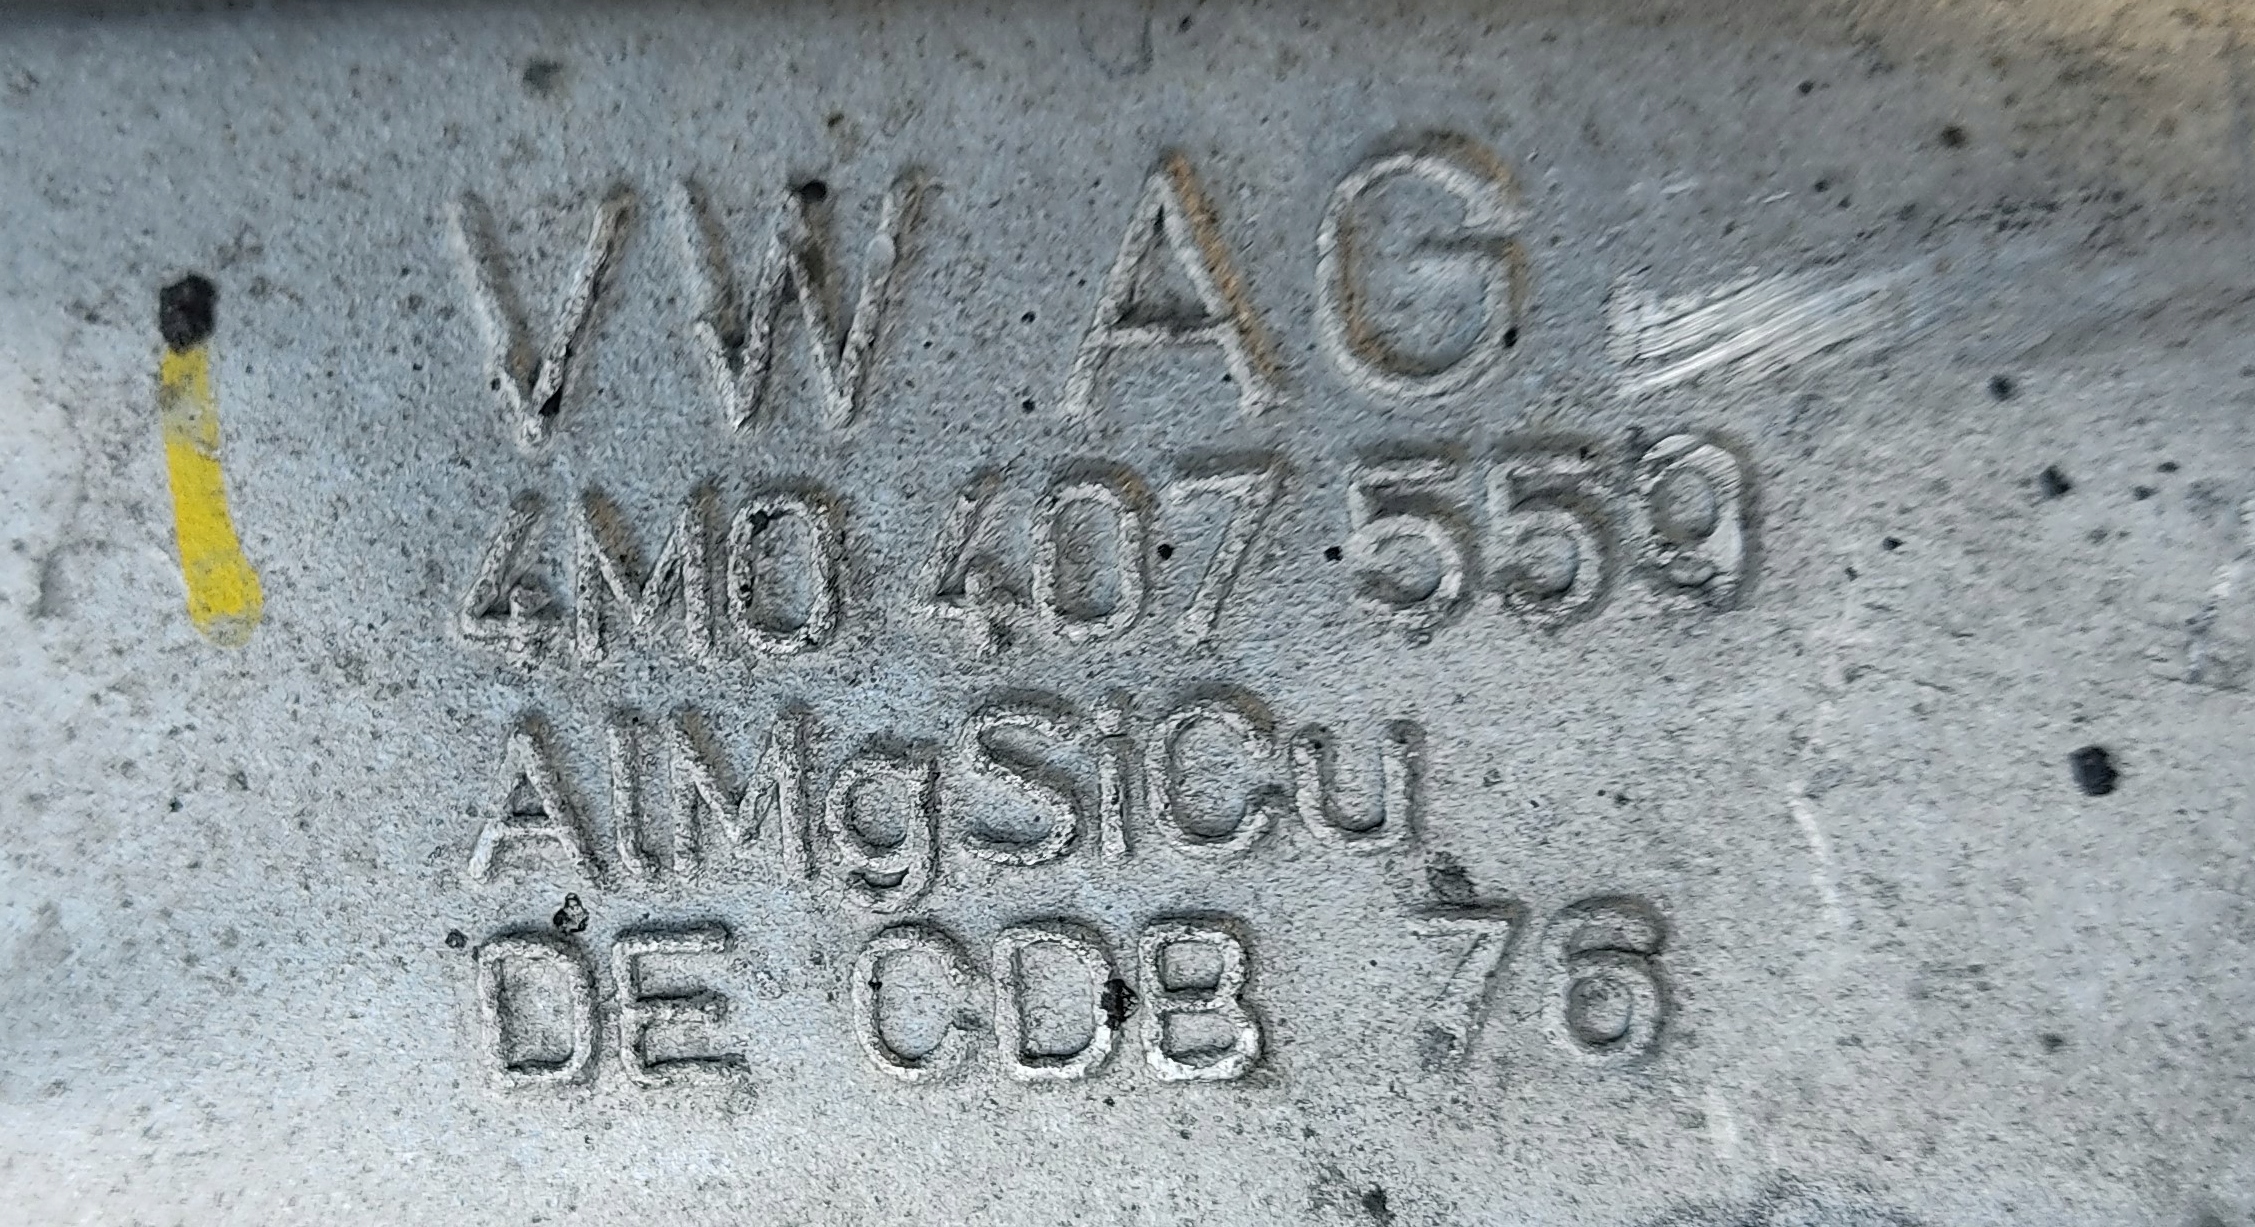 VW AG
4M0 407 559
AlMgSiCu
DE CDB 76